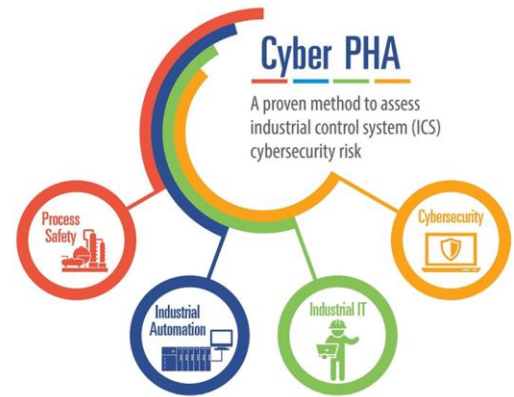 Cyber PHA
A proven method to assess
industrial control system (ICS)
cybersecurity risk
Process
Safety
Cybersecurity
Industrial
Automation
Industrial IT